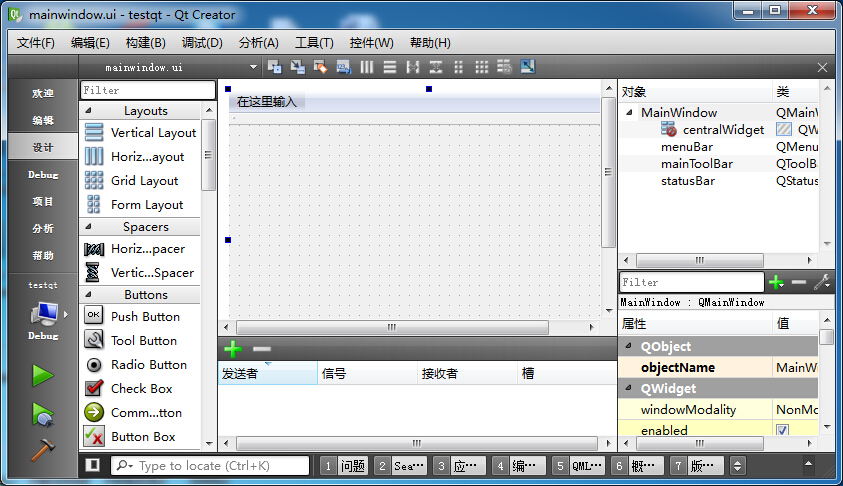 mainwindow.ui - testqt - Qt Creator
文件(F) 编辑(E) 构建(B) 调试(D) 分析(A) 工具(T) 控件(W) 帮助(H)
mainwindow.ui
欢迎
编辑
设计
Debug
项目
分析
帮助
testqt
Debug
Filter
Layouts
Vertical Layout
Horiz...ayout
Grid Layout
Form Layout
Spacers
Horiz...pacer
Vertic...Spacer
Buttons
OK Push Button
Tool Button
Radio Button
Check Box
Comm...tton
Button Box
在这里输入
发送者 信号 接收者 槽
对象 类
MainWindow QMainW
centralWidget QW
menuBar QMenu
mainToolBar QToolB
statusBar QStatus
Filter
MainWindow : QMainWindow
属性 值
QObject
objectName MainW
QWidget
windowModality NonMo
enabled
Type to locate (Ctrl+K)
1 问题 2 Sea... 3 应... 4 编... 5 QML... 6 概... 7 版...